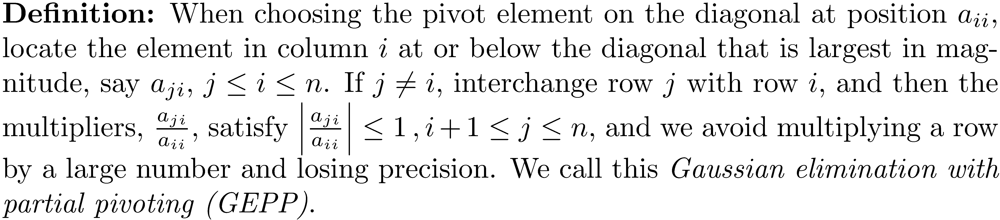 Definition: When choosing the pivot element on the diagonal at position $a_{ii}$,
locate the element in column $i$ at or below the diagonal that is largest in mag-
nitude, say $a_{ji}$, $j \leq i \leq n$. If $j \neq i$, interchange row $j$ with row $i$, and then the
multipliers, $\frac{a_{ji}}{a_{ii}}$, satisfy $\left|\frac{a_{ji}}{a_{ii}}\right| \leq 1, i+1 \leq j \leq n$, and we avoid multiplying a row
by a large number and losing precision. We call this Gaussian elimination with
partial pivoting (GEPP).